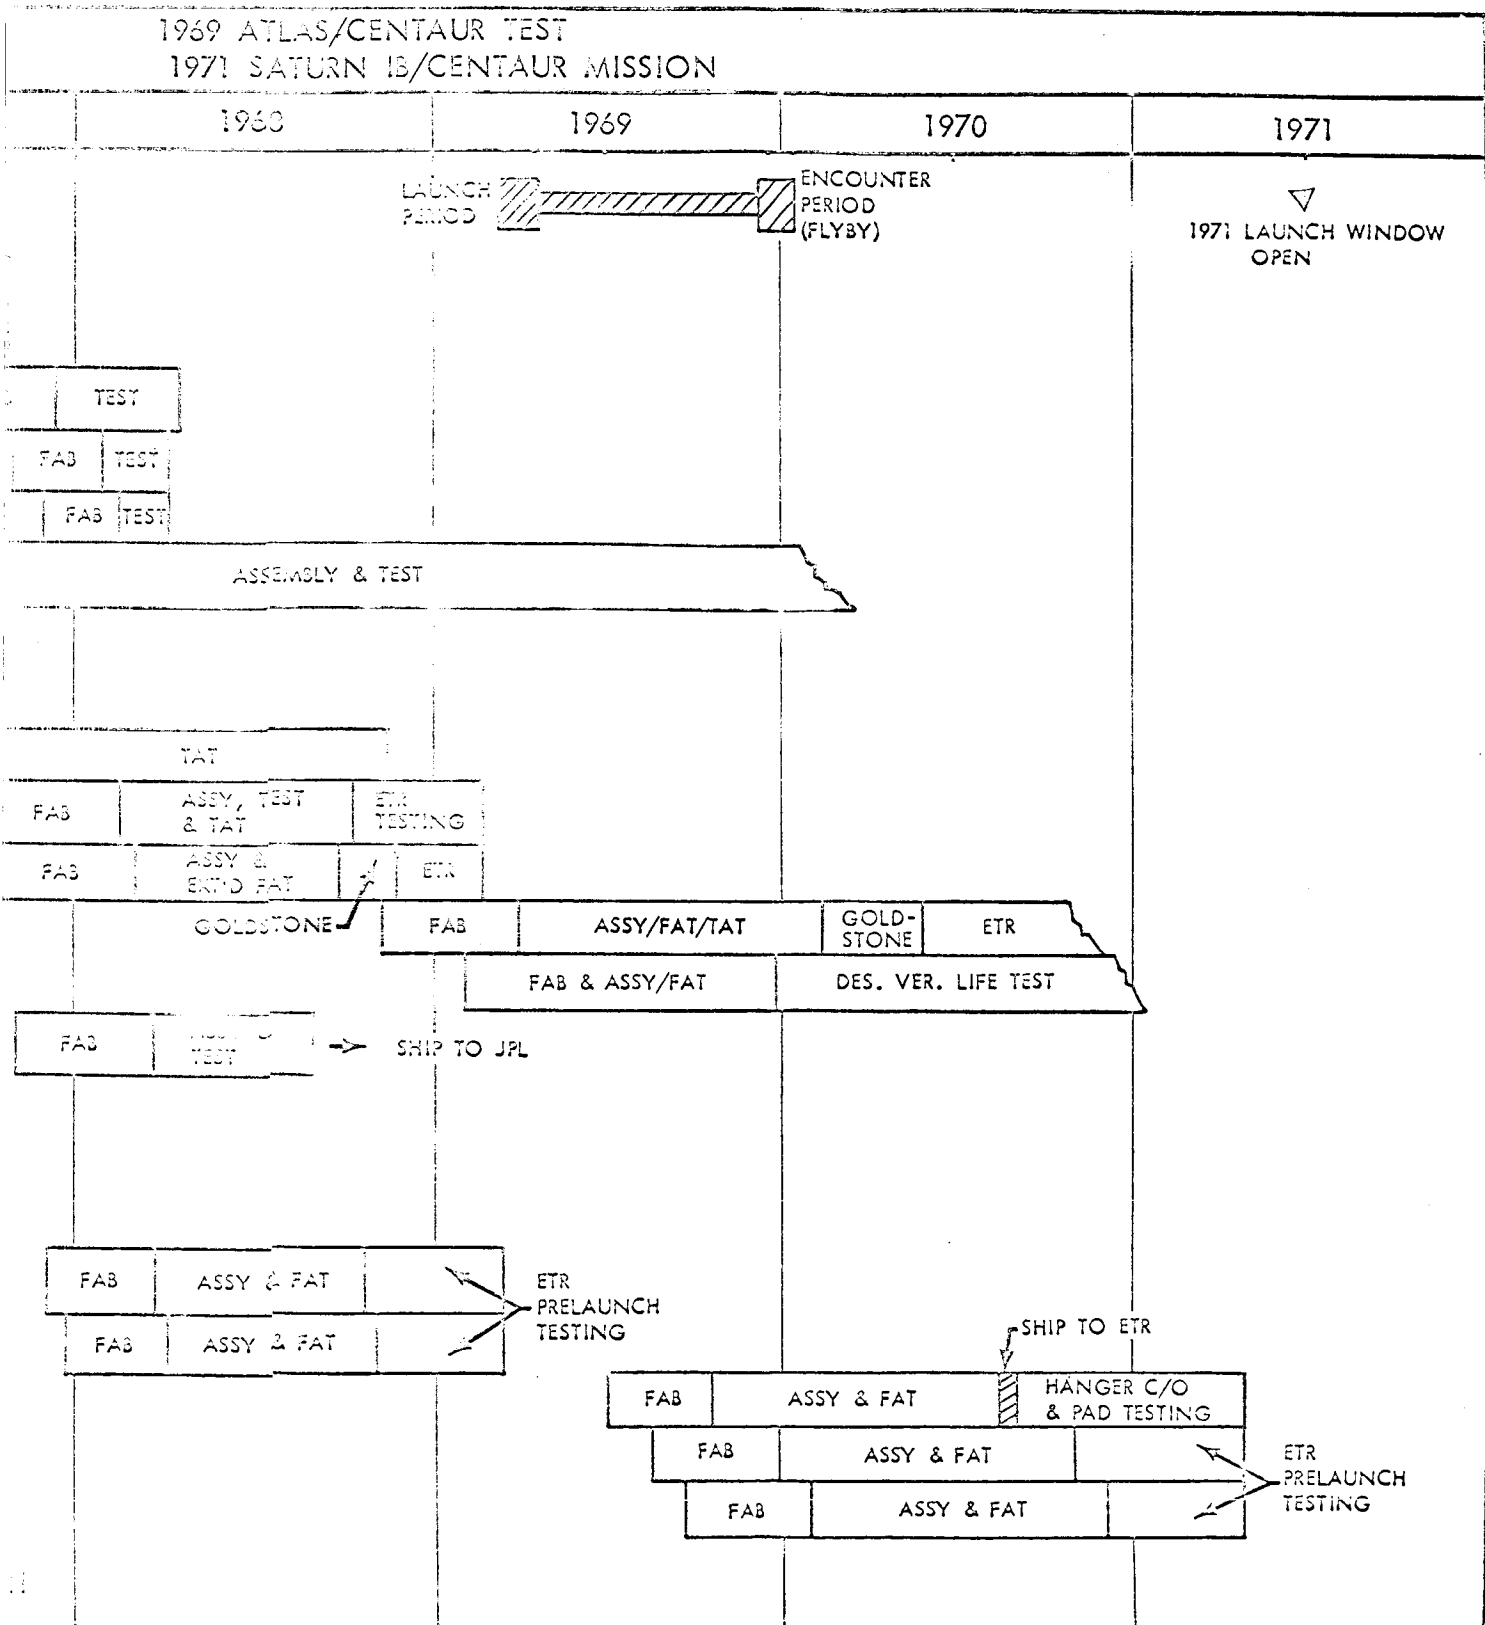 1969 ATLAS/CENTAUR TEST
1971 SATURN IB/CENTAUR MISSION
1968 1969 1970 1971
LAUNCH
PERIOD
ENCOUNTER
PERIOD
(FLYBY)
1971 LAUNCH WINDOW
OPEN
TEST
FAB TEST
FAB TEST
ASSEMBLY & TEST
TAT
FAB
ASSY, TEST
& TAT
ETR
TESTING
FAB
ASSY &
EXT'D FAT
ETR
GOLDSTONE
FAB
ASSY/FAT/TAT
GOLD-
STONE
ETR
FAB & ASSY/FAT
DES. VER. LIFE TEST
FAB
TEST
SHIP TO JPL
FAB
ASSY & FAT
ETR
PRELAUNCH
TESTING
FAB
ASSY & FAT
SHIP TO ETR
FAB
ASSY & FAT
HANGER C/O
& PAD TESTING
FAB
ASSY & FAT
ETR
PRELAUNCH
TESTING
FAB
ASSY & FAT